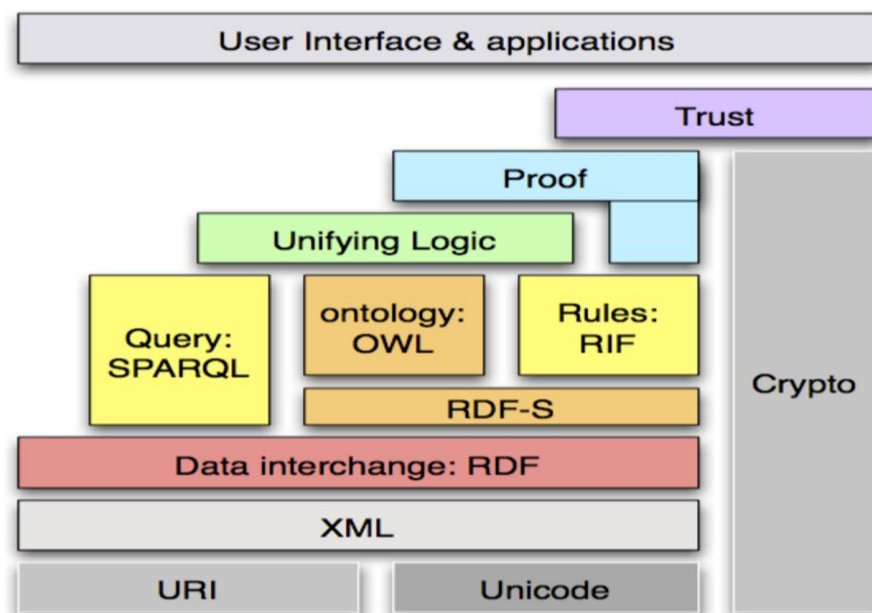 User Interface & applications
Trust
Proof
Unifying Logic
Query:
SPARQL
ontology:
OWL
Rules:
RIF
Crypto
RDF-S
Data interchange: RDF
XML
URI
Unicode